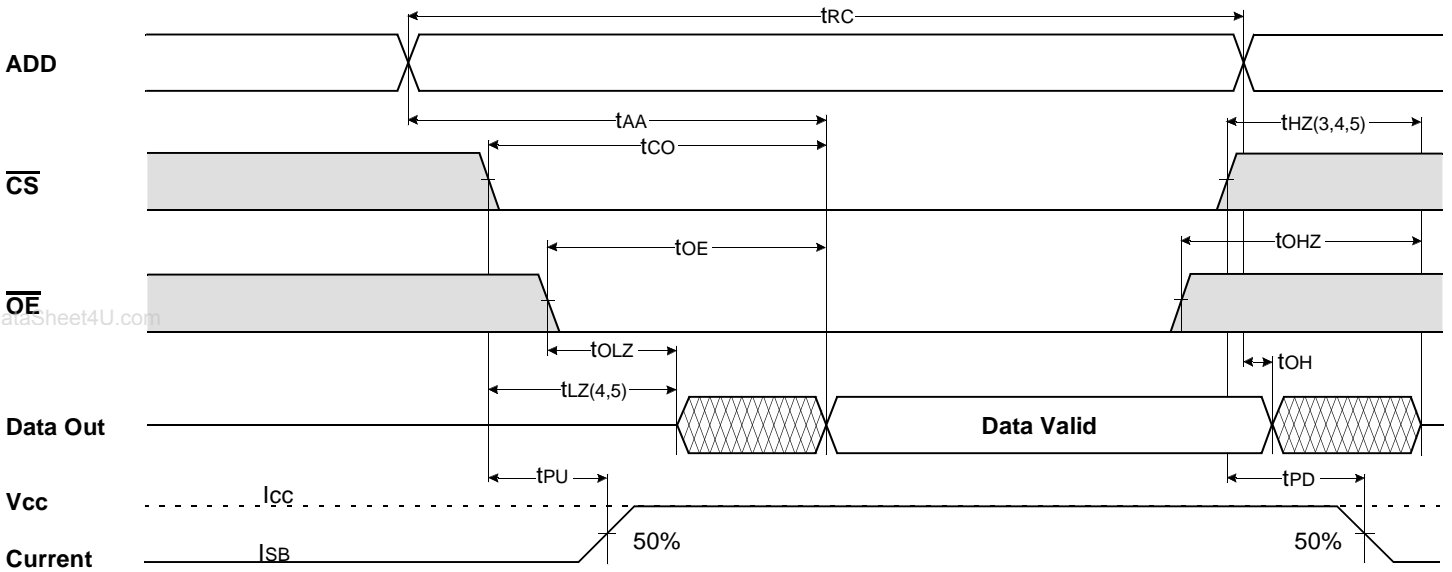 tRC
ADD
tAA
tHZ(3,4,5)
tCO
CS
tOE
tOHZ
OE
ataSheet4U.com
tOLZ
tOH
tLZ(4,5)
Data Out
Data Valid
tPU
tPD
Vcc
Icc
50%
50%
Current
ISB